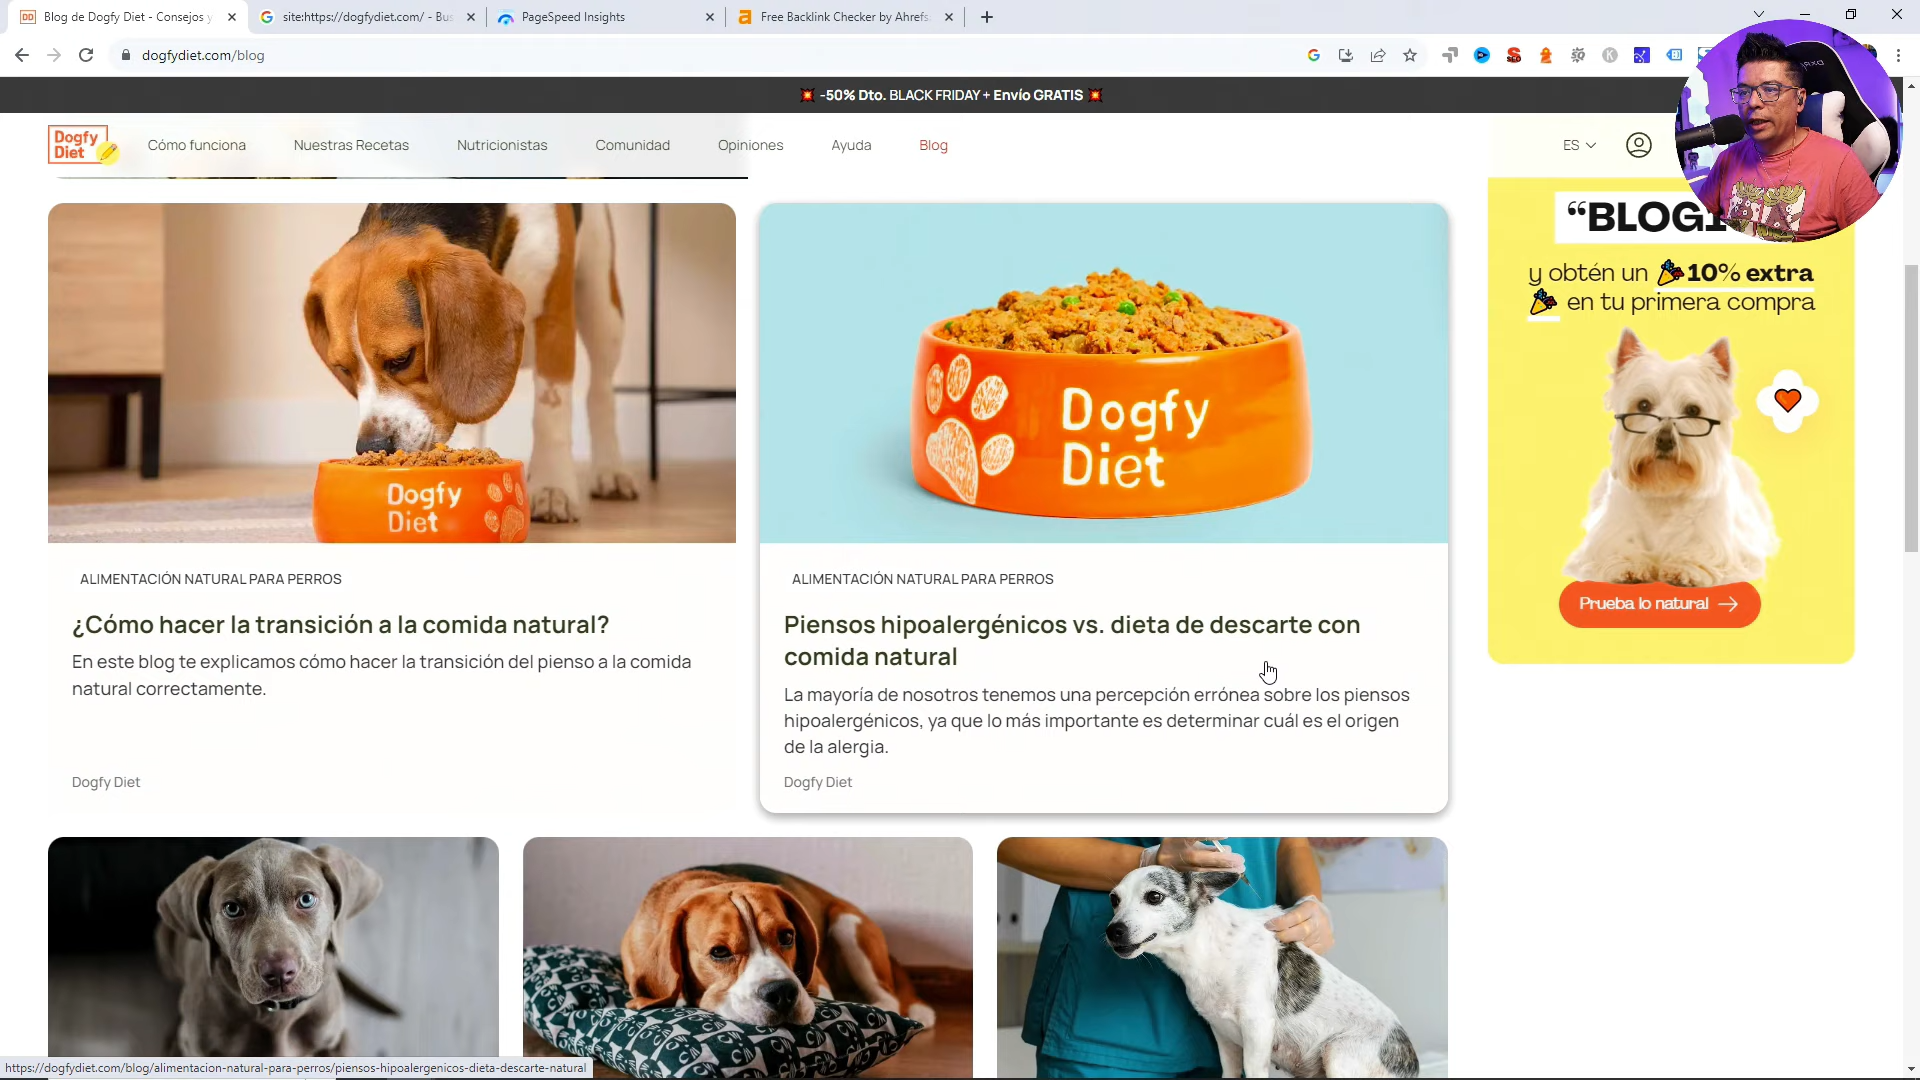 Blog de Dogfy Diet - Consejos y
site:https://dogfydiet.com/ - Bus
PageSpeed Insights
Free Backlink Checker by Ahrefs
dogfydiet.com/blog
-50% Dto. BLACK FRIDAY + Envío GRATIS
Dogfy
Diet
Cómo funciona
Nuestras Recetas
Nutricionistas
Comunidad
Opiniones
Ayuda
Blog
ES
y obtén un 10% extra
en tu primera compra
Prueba lo natural
Dogfy
Diet
Dogfy
Diet
ALIMENTACIÓN NATURAL PARA PERROS
¿Cómo hacer la transición a la comida natural?
En este blog te explicamos cómo hacer la transición del pienso a la comida
natural correctamente.
Dogfy Diet
ALIMENTACIÓN NATURAL PARA PERROS
Piensos hipoalergénicos vs. dieta de descarte con
comida natural
La mayoría de nosotros tenemos una percepción errónea sobre los piensos
hipoalergénicos, ya que lo más importante es determinar cuál es el origen
de la alergia.
Dogfy Diet
https://dogfydiet.com/blog/alimentacion-natural-para-perros/piensos-hipoalergenicos-dieta-descarte-natural